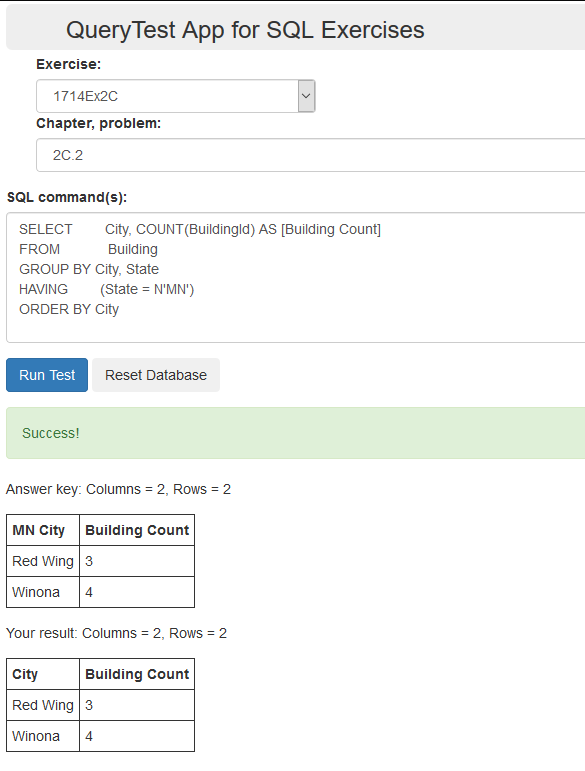 QueryTest App for SQL Exercises
Exercise:
1714Ex2C
Chapter, problem:
2C.2
SQL command(s):
SELECT City, COUNT(BuildingId) AS [Building Count]
FROM Building
GROUP BY City, State
HAVING (State = N'MN')
ORDER BY City
Run Test Reset Database
Success!
Answer key: Columns = 2, Rows = 2
MN City Building Count
Red Wing 3
Winona 4
Your result: Columns = 2, Rows = 2
City Building Count
Red Wing 3
Winona 4